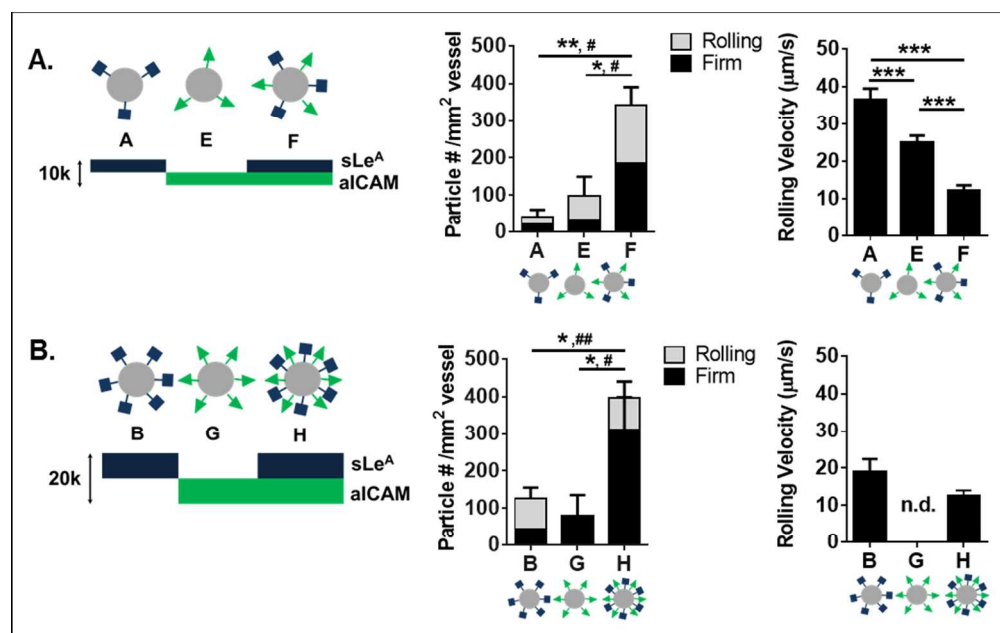 A.
A E F
10k
sLeᴬ
aICAM
Particle # /mm² vessel
500
400
300
200
100
0
**, #
*, #
Rolling
Firm
A E F
Rolling Velocity (μm/s)
50
40
30
20
10
0
***
***
***
A E F
B.
B G H
20k
sLeᴬ
aICAM
Particle # /mm² vessel
500
400
300
200
100
0
*,##
*, #
Rolling
Firm
B G H
Rolling Velocity (μm/s)
50
40
30
20
10
0
n.d.
B G H